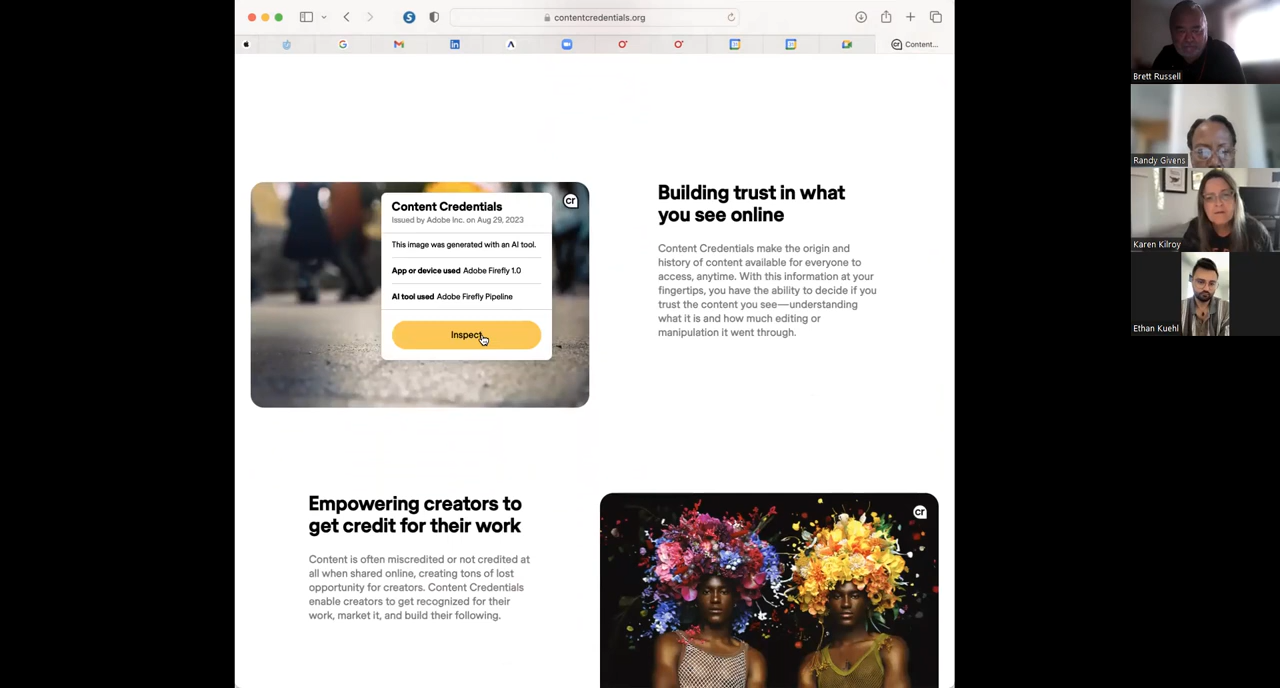 contentcredentials.org
Content...
Content Credentials
Issued by Adobe Inc. on Aug 29, 2023
This image was generated with an AI tool.
App or device used Adobe Firefly 1.0
AI tool used Adobe Firefly Pipeline
Inspect
cr
Building trust in what
you see online
Content Credentials make the origin and
history of content available for everyone to
access, anytime. With this information at your
fingertips, you have the ability to decide if you
trust the content you see—understanding
what it is and how much editing or
manipulation it went through.
Empowering creators to
get credit for their work
Content is often miscredited or not credited at
all when shared online, creating tons of lost
opportunity for creators. Content Credentials
enable creators to get recognized for their
work, market it, and build their following.
cr
Brett Russell
Randy Givens
Karen Kilroy
Ethan Kuehl